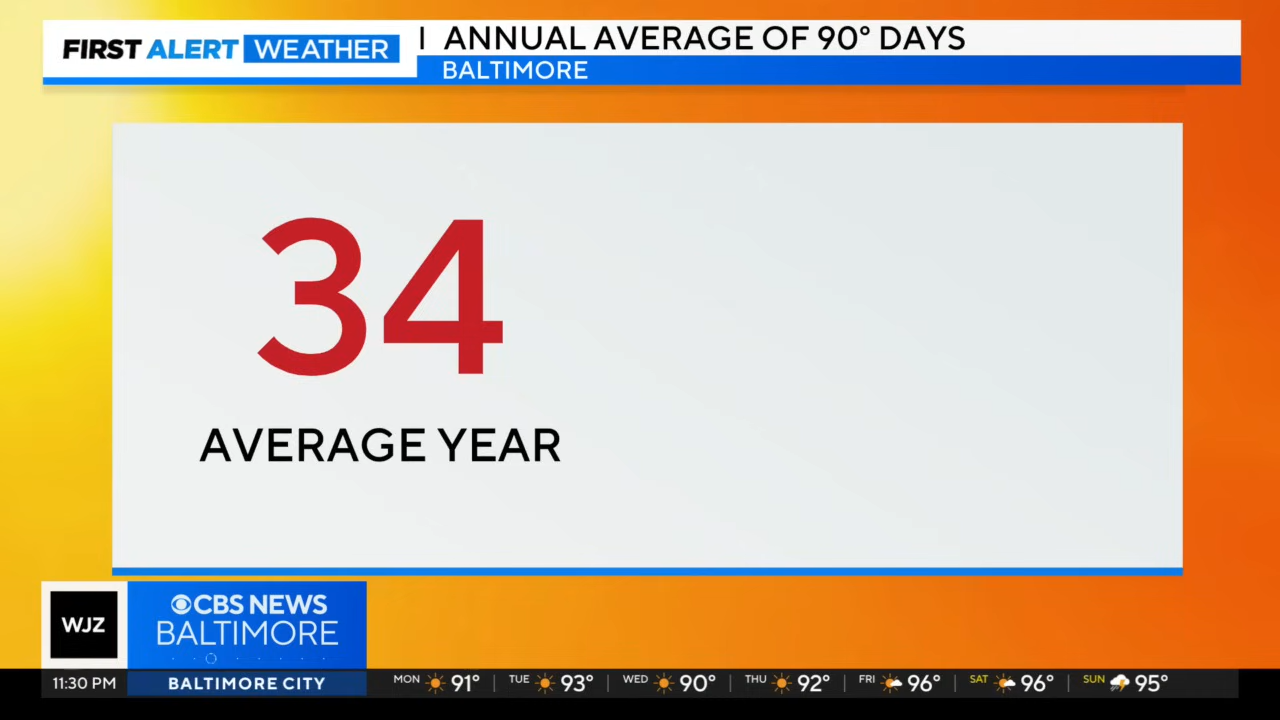 FIRST ALERT WEATHER
ANNUAL AVERAGE OF 90° DAYS
BALTIMORE
34
AVERAGE YEAR
WJZ
CBS NEWS
BALTIMORE
11:30 PM
BALTIMORE CITY
MON 91° | TUE 93° | WED 90° | THU 92° | FRI 96° | SAT 96° | SUN 95°